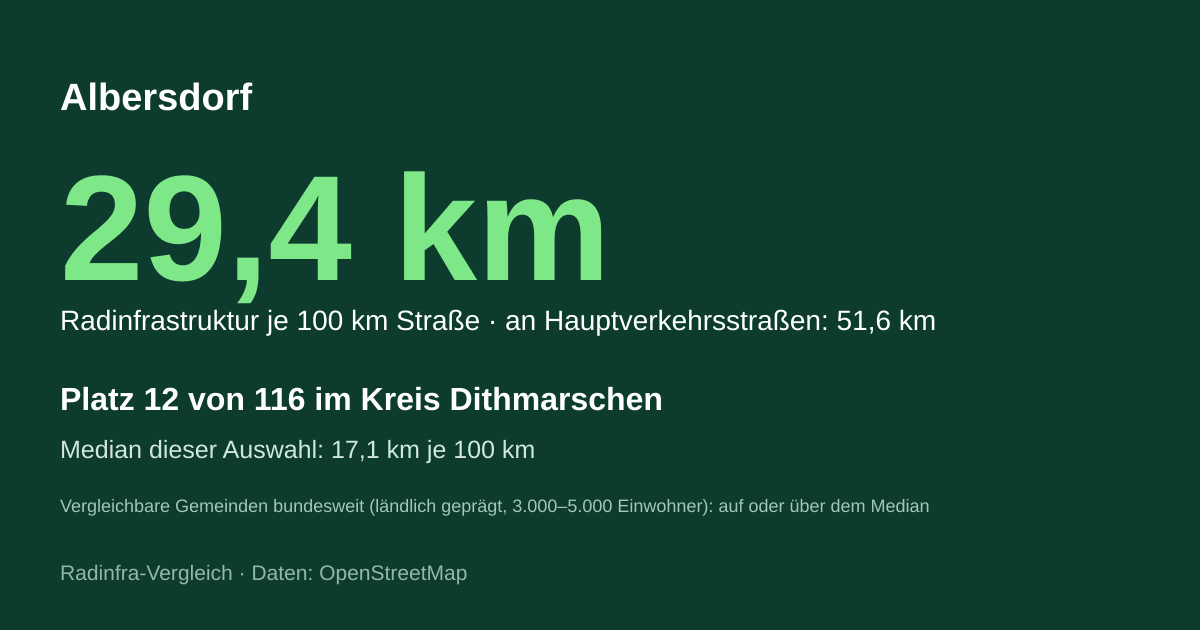 Albersdorf
29,4 km
Radinfrastruktur je 100 km Straße · an Hauptverkehrsstraßen: 51,6 km
Platz 12 von 116 im Kreis Dithmarschen
Median dieser Auswahl: 17,1 km je 100 km
Vergleichbare Gemeinden bundesweit (ländlich geprägt, 3.000–5.000 Einwohner): auf oder über dem Median
Radinfra-Vergleich · Daten: OpenStreetMap